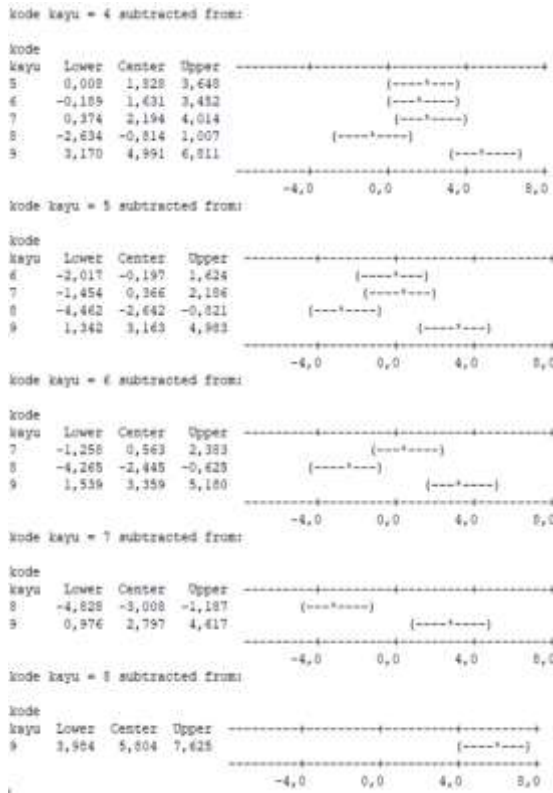 kode kayu = 4 subtracted from:
kode
kayu Lower Center Upper ---------+---------+---------+---------+
5 0,008 1,828 3,648 (----*---)
6 -0,189 1,631 3,452 (----*---)
7 0,374 2,194 4,014 (----*---)
8 -2,634 -0,814 1,007 (----*----)
9 3,170 4,991 6,811 (----*----)
---------+---------+---------+---------+
-4,0 0,0 4,0 8,0
kode kayu = 5 subtracted from:
kode
kayu Lower Center Upper ---------+---------+---------+---------+
6 -2,017 -0,197 1,624 (----*---)
7 -1,454 0,366 2,186 (----*----)
8 -4,462 -2,642 -0,821 (----*----)
9 1,342 3,163 4,983 (----*----)
---------+---------+---------+---------+
-4,0 0,0 4,0 8,0
kode kayu = 6 subtracted from:
kode
kayu Lower Center Upper ---------+---------+---------+---------+
7 -1,258 0,563 2,383 (----*----)
8 -4,265 -2,445 -0,625 (----*---)
9 1,539 3,359 5,180 (----*----)
---------+---------+---------+---------+
-4,0 0,0 4,0 8,0
kode kayu = 7 subtracted from:
kode
kayu Lower Center Upper ---------+---------+---------+---------+
8 -4,828 -3,008 -1,187 (----*----)
9 0,976 2,797 4,617 (----*----)
---------+---------+---------+---------+
-4,0 0,0 4,0 8,0
kode kayu = 8 subtracted from:
kode
kayu Lower Center Upper ---------+---------+---------+---------+
9 3,984 5,804 7,625 (----*---)
---------+---------+---------+---------+
-4,0 0,0 4,0 8,0